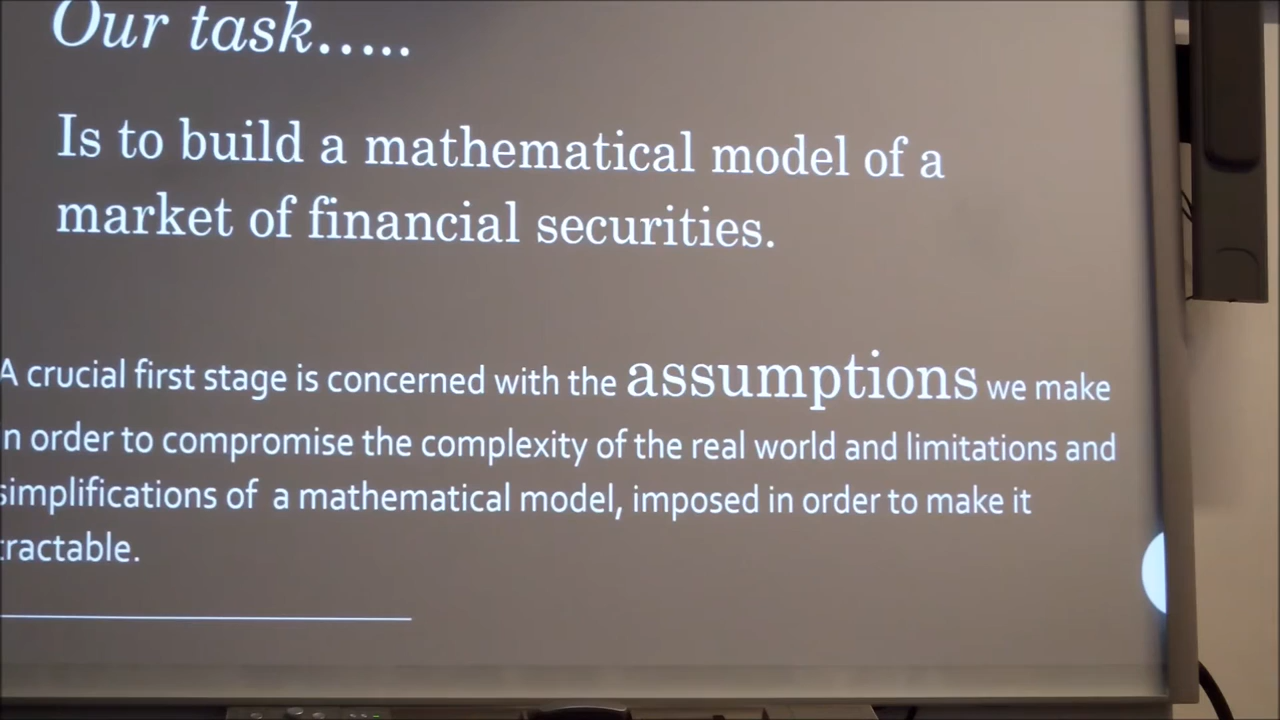 Our task.....
Is to build a mathematical model of a
market of financial securities.
A crucial first stage is concerned with the assumptions we make
in order to compromise the complexity of the real world and limitations and
simplifications of a mathematical model, imposed in order to make it
tractable.